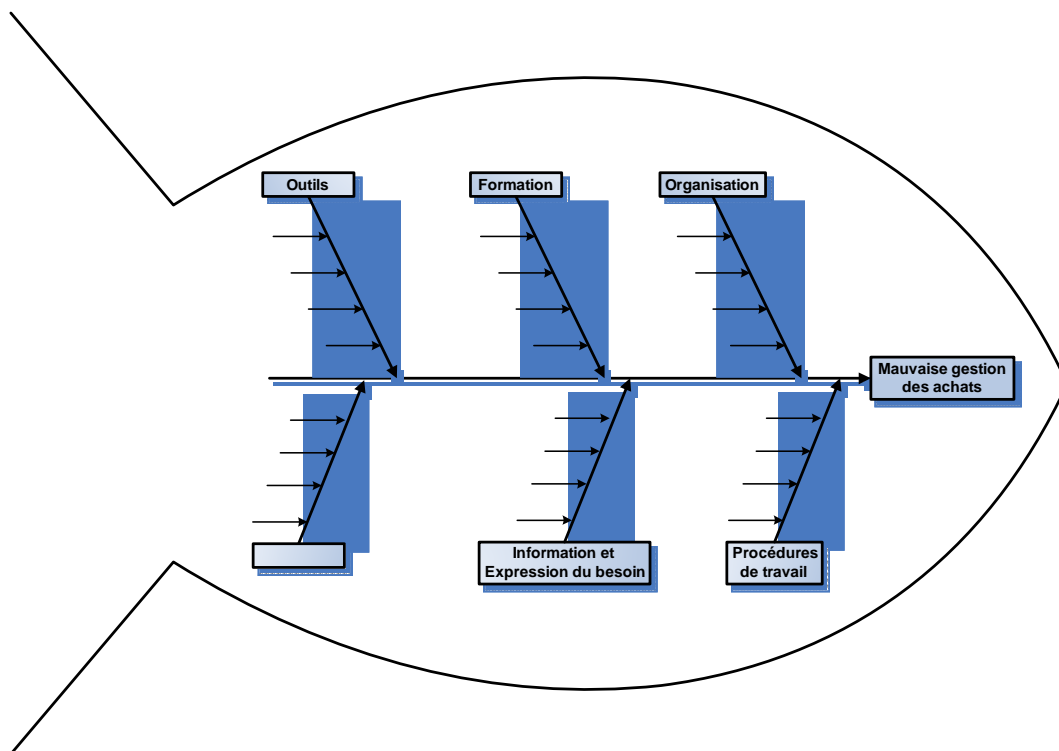 Outils
Formation
Organisation
Mauvaise gestion
des achats
Information et
Expression du besoin
Procédures
de travail